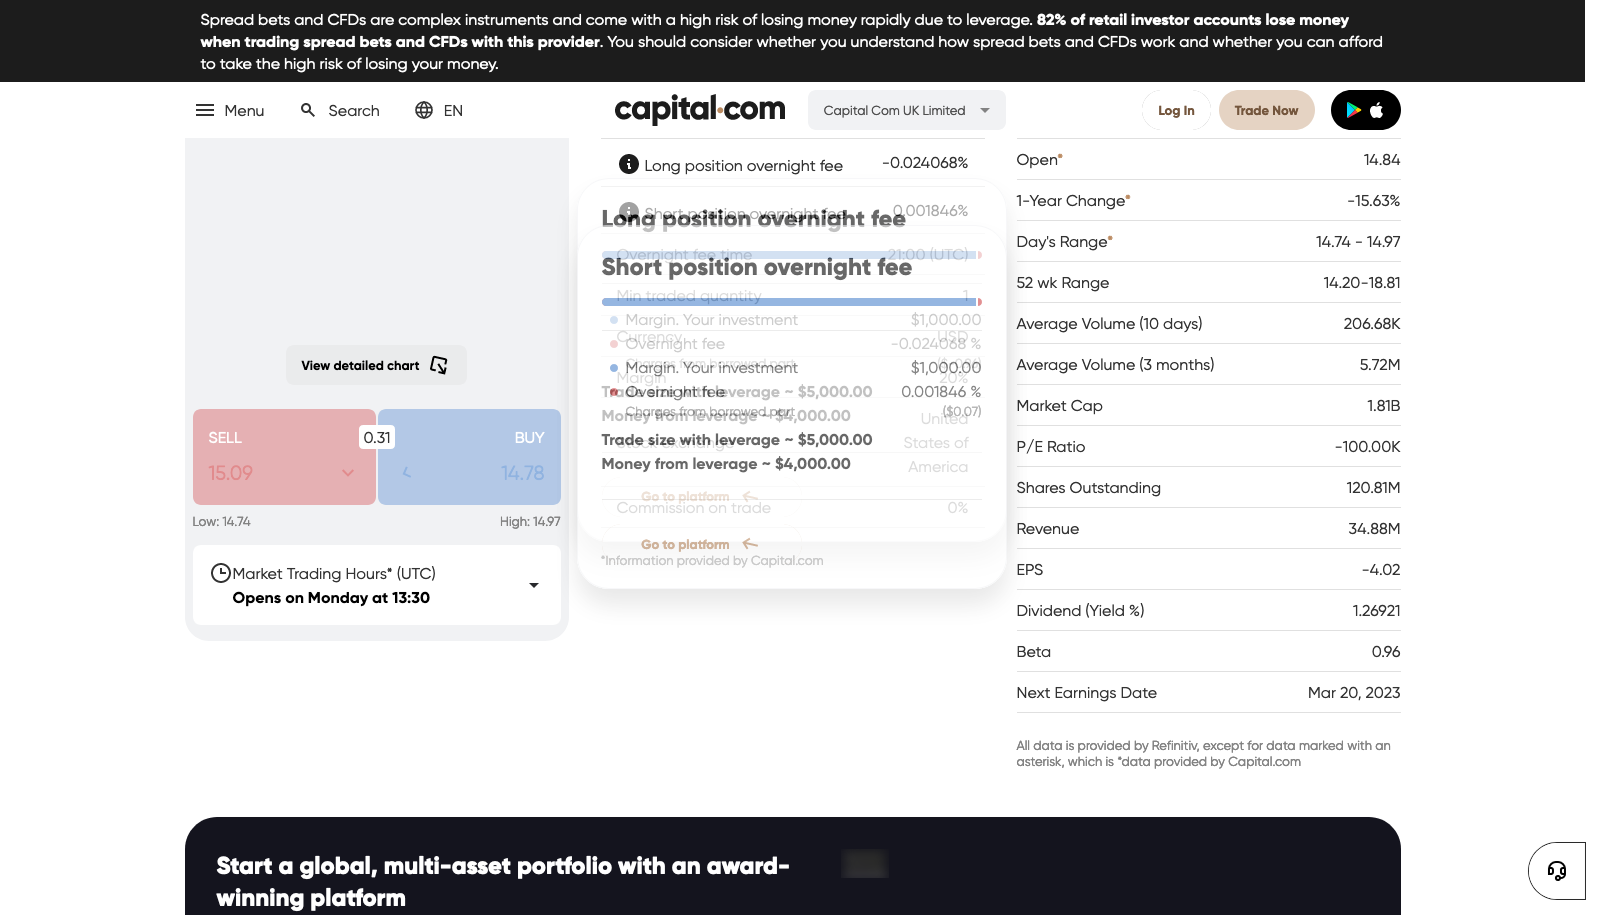 Spread bets and CFDs are complex instruments and come with a high risk of losing money rapidly due to leverage. 82% of retail investor accounts lose money
when trading spread bets and CFDs with this provider. You should consider whether you understand how spread bets and CFDs work and whether you can afford
to take the high risk of losing your money.
Menu Search EN capital.com Capital Com UK Limited Log In Trade Now
View detailed chart
SELL 0.31 BUY
15.09 14.78
Low: 14.74 High: 14.97
Market Trading Hours* (UTC)
Opens on Monday at 13:30
Long position overnight fee -0.024068%
Short position overnight fee 0.001846%
Long position overnight fee
Overnight fee time 21:00 (UTC)
Short position overnight fee
Min traded quantity 1
Margin. Your investment $1,000.00
Currency USD
Overnight fee -0.024068 %
Charges from borrowed part
Margin. Your investment $1,000.00
Margin 20%
Trade size with leverage ~ $5,000.00
Overnight fee 0.001846 %
Charges from borrowed part ($0.07)
Money from leverage ~ $4,000.00
United
States of
America
Trade size with leverage ~ $5,000.00
Money from leverage ~ $4,000.00
Go to platform
Commission on trade 0%
Go to platform
*Information provided by Capital.com
Open* 14.84
1-Year Change* -15.63%
Day's Range* 14.74 - 14.97
52 wk Range 14.20-18.81
Average Volume (10 days) 206.68K
Average Volume (3 months) 5.72M
Market Cap 1.81B
P/E Ratio -100.00K
Shares Outstanding 120.81M
Revenue 34.88M
EPS -4.02
Dividend (Yield %) 1.26921
Beta 0.96
Next Earnings Date Mar 20, 2023
All data is provided by Refinitiv, except for data marked with an
asterisk, which is *data provided by Capital.com
Start a global, multi-asset portfolio with an award-
winning platform